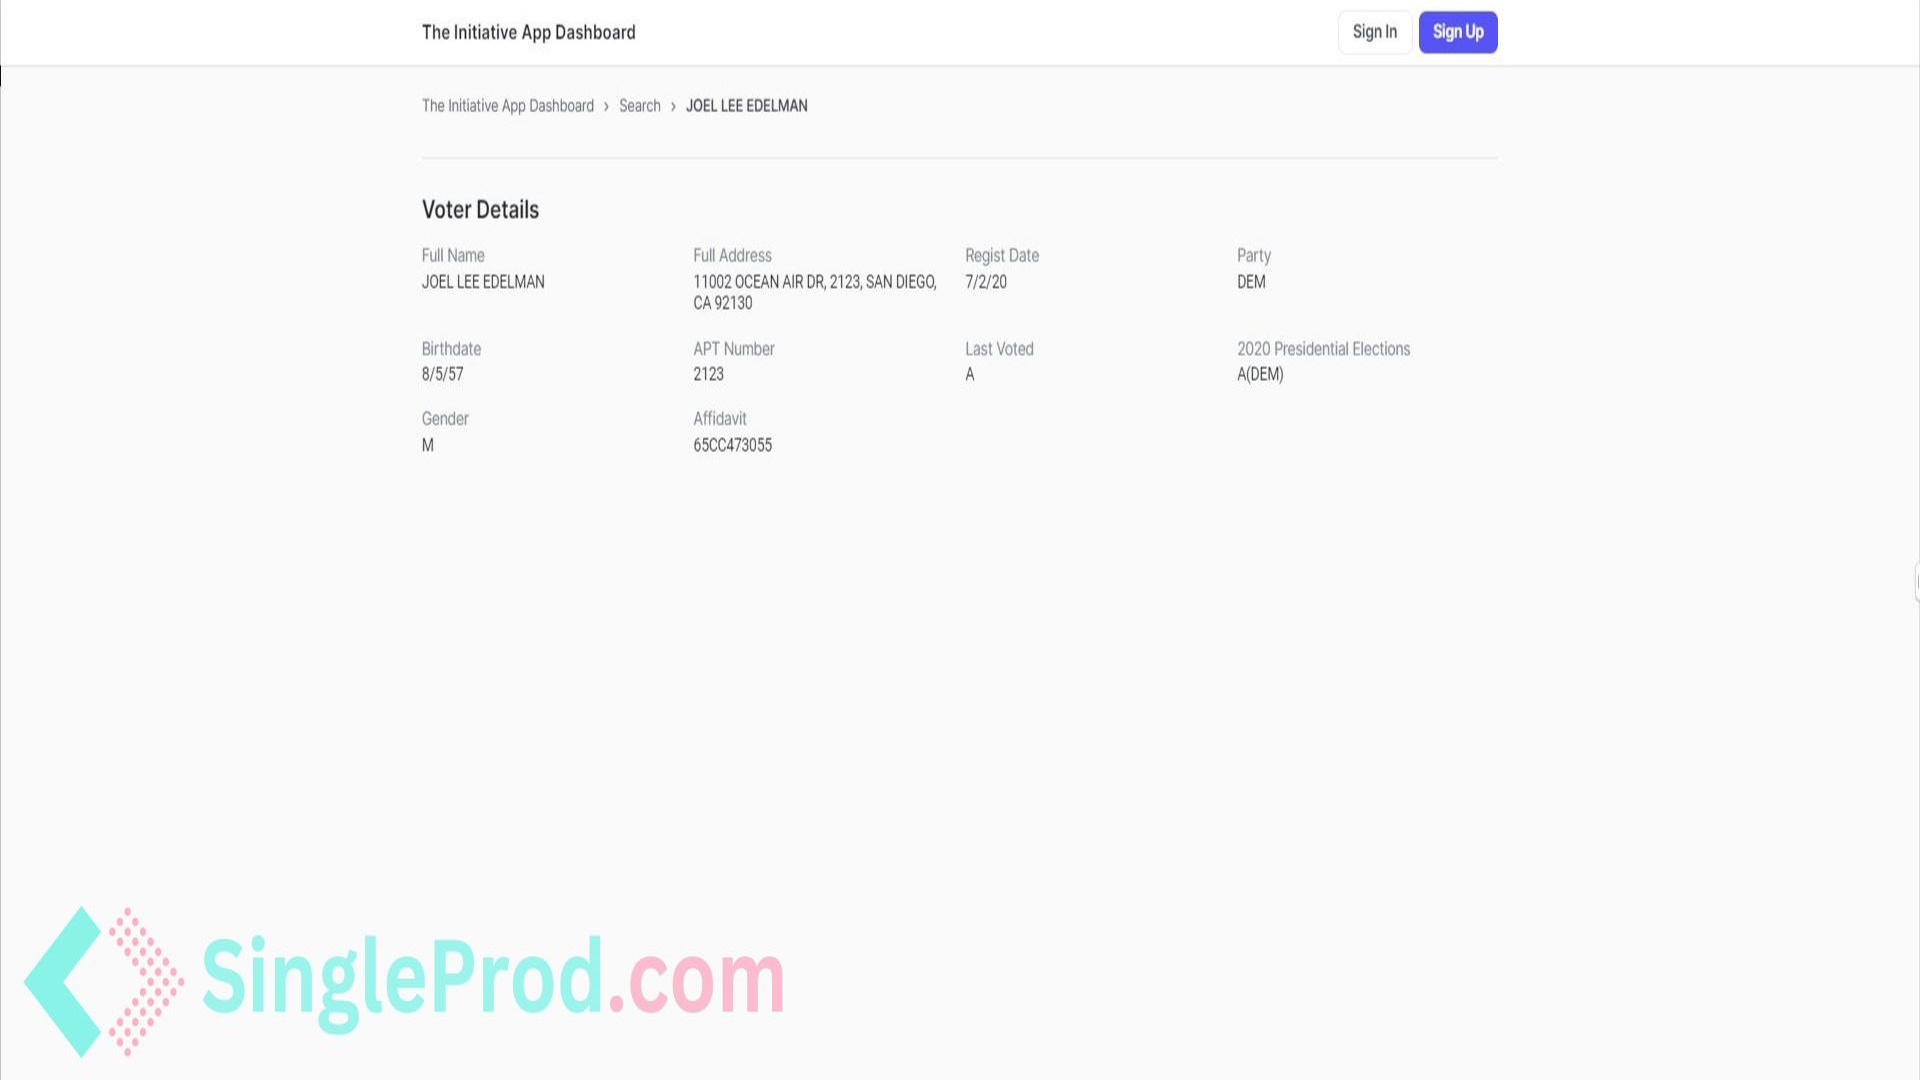 The Initiative App Dashboard
Sign In
Sign Up
The Initiative App Dashboard › Search › JOEL LEE EDELMAN
Voter Details
Full Name
JOEL LEE EDELMAN
Full Address
11002 OCEAN AIR DR, 2123, SAN DIEGO,
CA 92130
Regist Date
7/2/20
Party
DEM
Birthdate
8/5/57
APT Number
2123
Last Voted
A
2020 Presidential Elections
A(DEM)
Gender
M
Affidavit
65CC473055
SingleProd.com